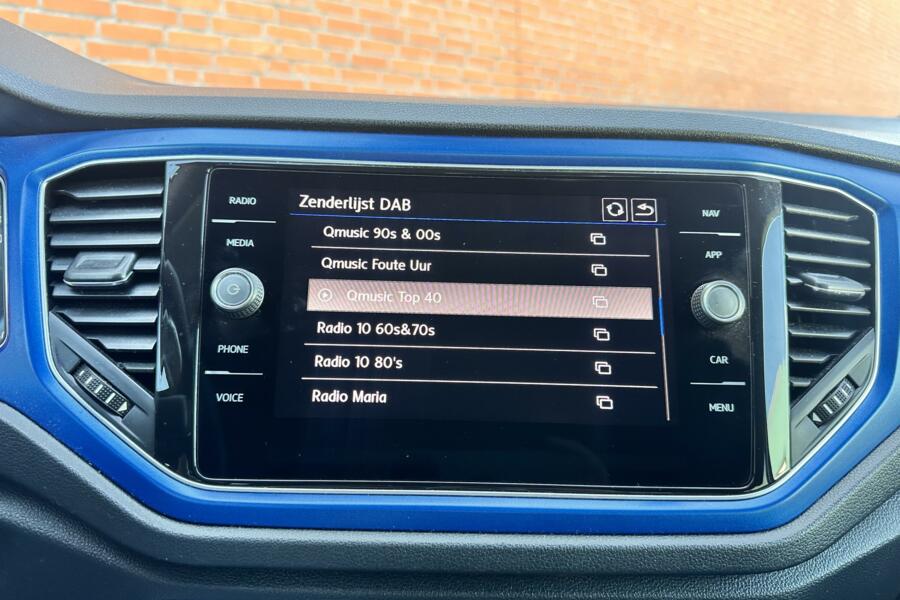 RADIO
MEDIA
PHONE
VOICE
Zenderlijst DAB
Qmusic 90s & 00s
Qmusic Foute Uur
Qmusic Top 40
Radio 10 60s&70s
Radio 10 80's
Radio Maria
NAV
APP
CAR
MENU